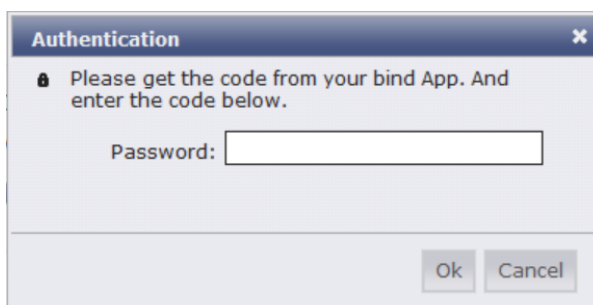 Authentication
Please get the code from your bind App. And
enter the code below.
Password:
Ok Cancel